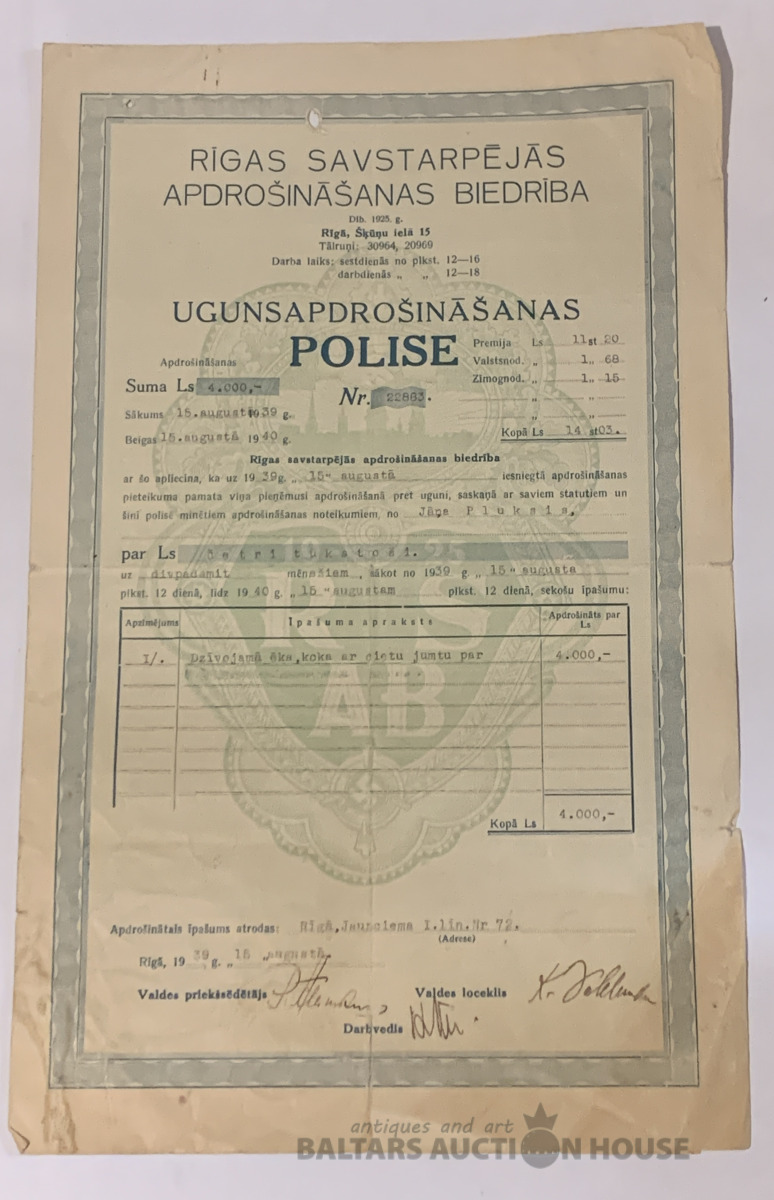 RĪGAS SAVSTARPĒJĀS
APDROŠINĀŠANAS BIEDRĪBA
Dib. 1925. g.
Rīgā, Šķūņu ielā 15
Tālruņi: 30964, 20969
Darba laiks: sestdienās no plkst. 12—16
darbdienās „ „ 12—18
UGUNSAPDROŠINĀŠANAS
POLISE
Apdrošināšanas
Suma Ls 4.000,-
Nr. 22863.
Sākums 15.augustā 1939 g.
Beigas 15.augustā 1940 g.
Premija Ls 11 st 20
Valstsnod. „ 1„ 68
Zimognod. „ 1„ 15
„ „
„ „
Kopā Ls 14 st 03.
Rīgas savstarpējās apdrošināšanas biedrība
ar šo apliecina, ka uz 1939 g. „15" augustā iesniegtā apdrošināšanas
pieteikuma pamata viņa pieņēmusi apdrošināšanā pret uguni, saskaņā ar saviem statutiem un
šinī polisē minētiem apdrošināšanas noteikumiem, no Jāņa Pluksis,
par Ls četri tūkstoši.
uz divpadsmit mēnešiem, sākot no 1939 g. „15" augusta
plkst. 12 dienā, līdz 1940 g. „15" augustam plkst. 12 dienā, sekošu īpašumu:
Apzīmējums Īpašuma apraksts Apdrošināts par Ls
I/. Dzīvojamā ēka, koka ar cietu jumtu par 4.000,-
RS
AB
Kopā Ls 4.000,-
Apdrošinātais īpašums atrodas: Rīgā, Jaunciema I.lin.Nr 72.
(Adrese)
Rīgā, 1939 g. „15„ augustā.
Valdes priekšsēdētājs Valdes loceklis
Darbvedis
antiques and art
BALTARS AUCTION HOUSE